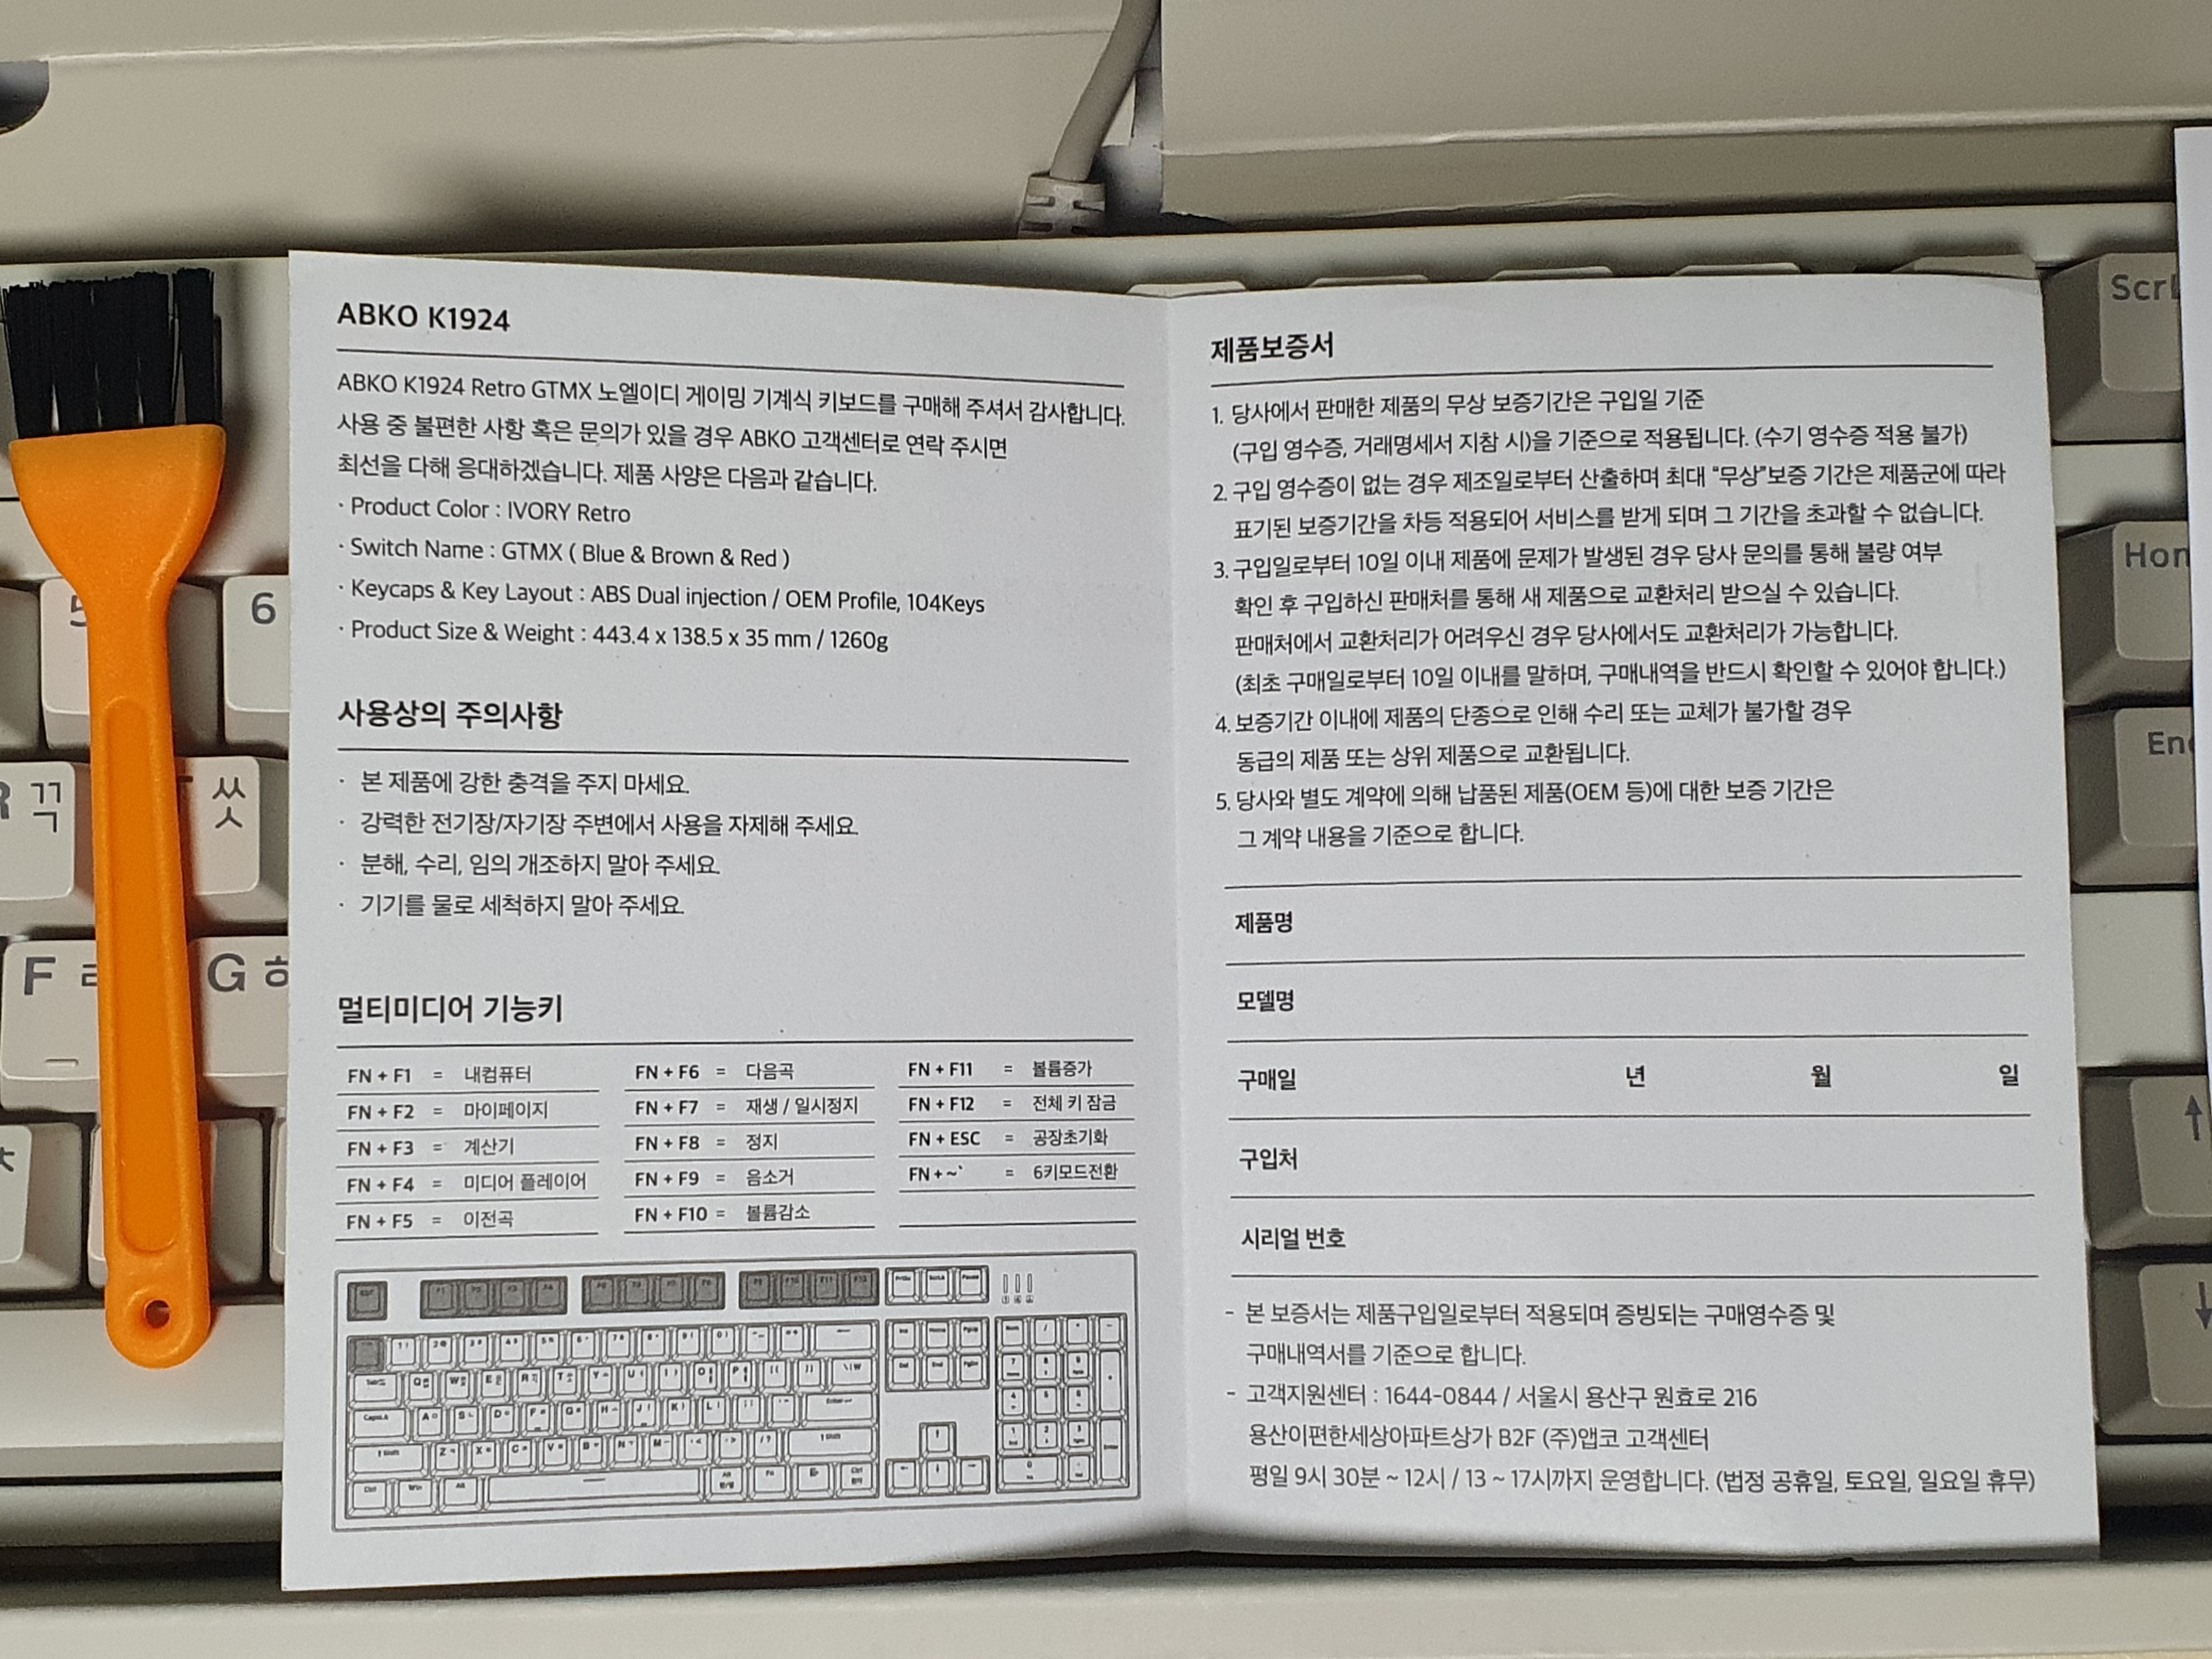 ABKO K1924
ABKO K1924 Retro GTMX 노엘이디 게이밍 기계식 키보드를 구매해 주셔서 감사합니다.
사용 중 불편한 사항 혹은 문의가 있을 경우 ABKO 고객센터로 연락 주시면
최선을 다해 응대하겠습니다. 제품 사양은 다음과 같습니다.
· Product Color : IVORY Retro
· Switch Name : GTMX ( Blue & Brown & Red )
· Keycaps & Key Layout : ABS Dual injection / OEM Profile, 104Keys
· Product Size & Weight : 443.4 x 138.5 x 35 mm / 1260g
사용상의 주의사항
· 본 제품에 강한 충격을 주지 마세요.
· 강력한 전기장/자기장 주변에서 사용을 자제해 주세요.
· 분해, 수리, 임의 개조하지 말아 주세요.
· 기기를 물로 세척하지 말아 주세요.
멀티미디어 기능키
FN + F1 = 내컴퓨터
FN + F2 = 마이페이지
FN + F3 = 계산기
FN + F4 = 미디어 플레이어
FN + F5 = 이전곡
FN + F6 = 다음곡
FN + F7 = 재생 / 일시정지
FN + F8 = 정지
FN + F9 = 음소거
FN + F10 = 볼륨감소
FN + F11 = 볼륨증가
FN + F12 = 전체 키 잠금
FN + ESC = 공장초기화
FN + ~` = 6키모드전환
제품보증서
1. 당사에서 판매한 제품의 무상 보증기간은 구입일 기준
(구입 영수증, 거래명세서 지참 시)을 기준으로 적용됩니다. (수기 영수증 적용 불가)
2. 구입 영수증이 없는 경우 제조일로부터 산출하며 최대 “무상”보증 기간은 제품군에 따라
표기된 보증기간을 차등 적용되어 서비스를 받게 되며 그 기간을 초과할 수 없습니다.
3. 구입일로부터 10일 이내 제품에 문제가 발생된 경우 당사 문의를 통해 불량 여부
확인 후 구입하신 판매처를 통해 새 제품으로 교환처리 받으실 수 있습니다.
판매처에서 교환처리가 어려우신 경우 당사에서도 교환처리가 가능합니다.
(최초 구매일로부터 10일 이내를 말하며, 구매내역을 반드시 확인할 수 있어야 합니다.)
4. 보증기간 이내에 제품의 단종으로 인해 수리 또는 교체가 불가할 경우
동급의 제품 또는 상위 제품으로 교환됩니다.
5. 당사와 별도 계약에 의해 납품된 제품(OEM 등)에 대한 보증 기간은
그 계약 내용을 기준으로 합니다.
제품명
모델명
구매일 년 월 일
구입처
시리얼 번호
- 본 보증서는 제품구입일로부터 적용되며 증빙되는 구매영수증 및
구매내역서를 기준으로 합니다.
- 고객지원센터 : 1644-0844 / 서울시 용산구 원효로 216
용산이편한세상아파트상가 B2F (주)앱코 고객센터
평일 9시 30분 ~ 12시 / 13 ~ 17시까지 운영합니다. (법정 공휴일, 토요일, 일요일 휴무)
6
ㄲ
ㄱ
ㅆ
ㅅ
F
G